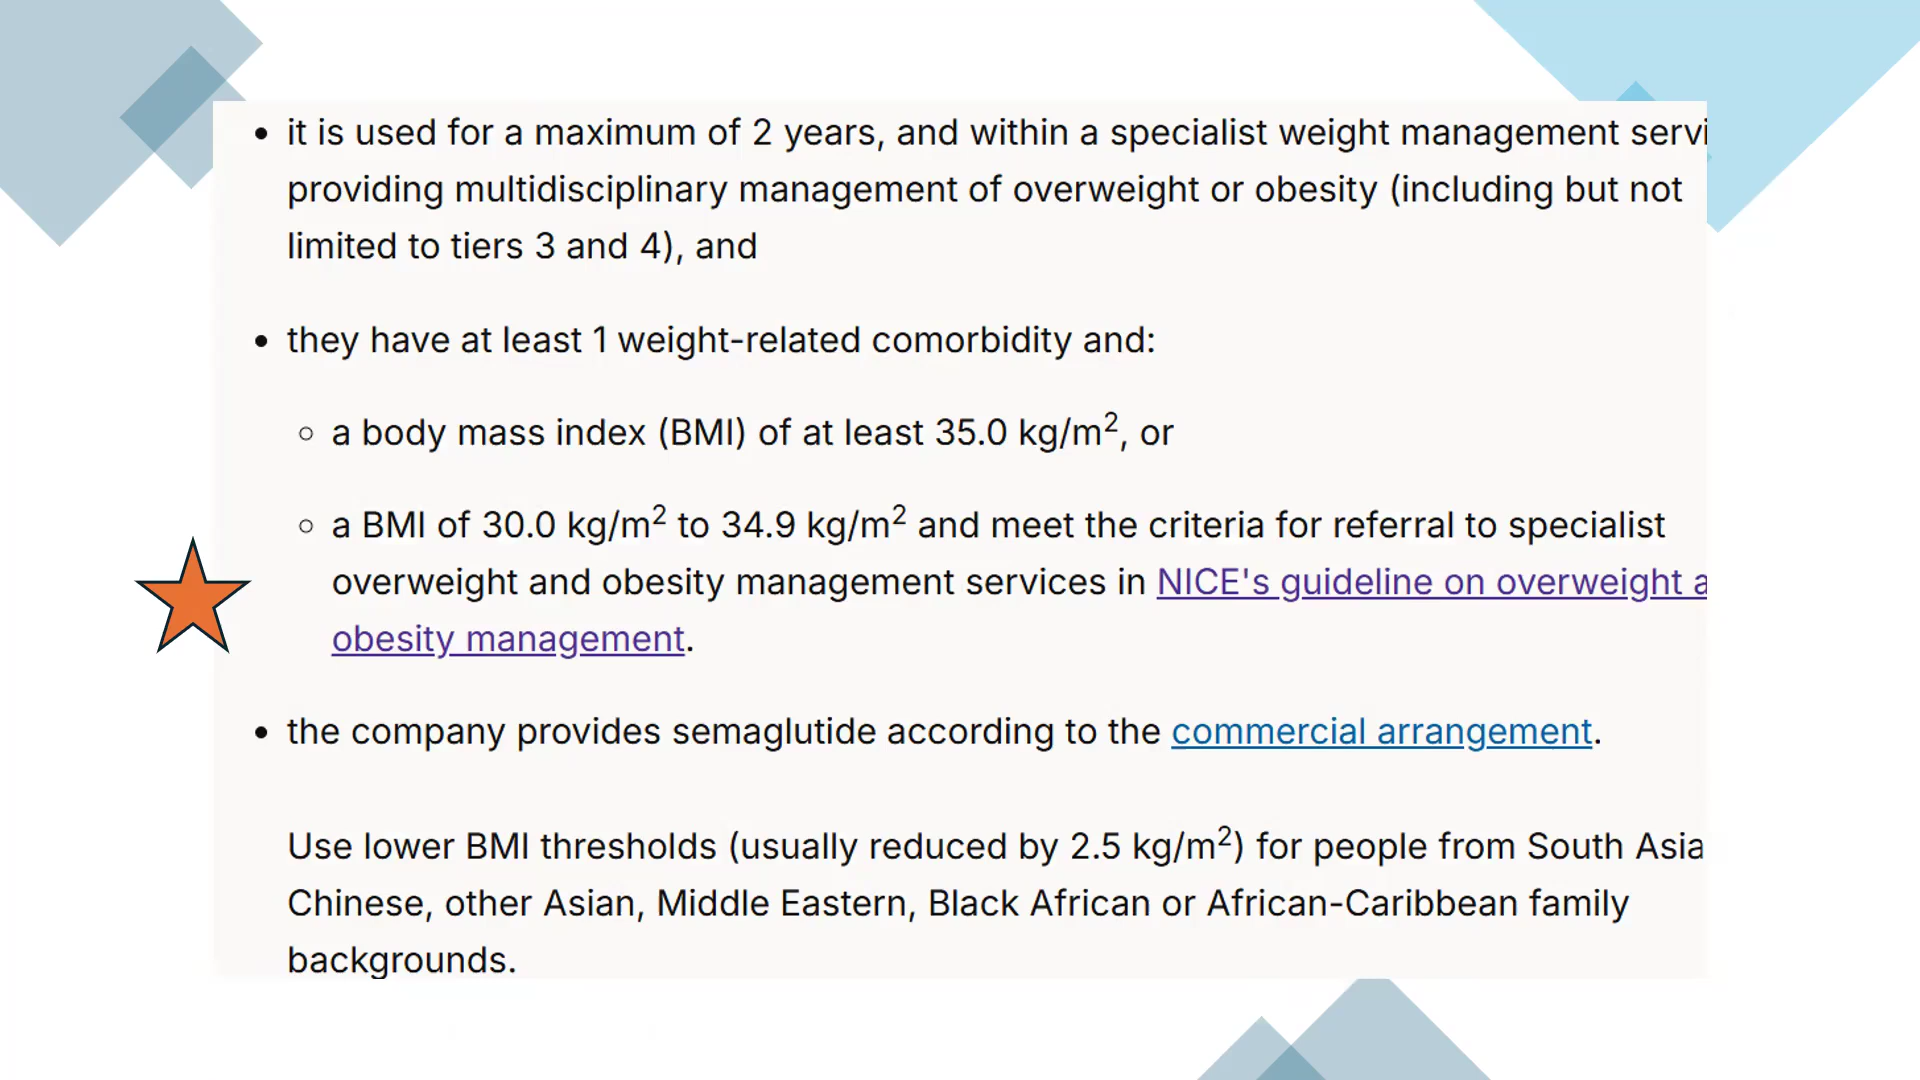 • it is used for a maximum of 2 years, and within a specialist weight management servi
providing multidisciplinary management of overweight or obesity (including but not
limited to tiers 3 and 4), and
• they have at least 1 weight-related comorbidity and:
◦ a body mass index (BMI) of at least 35.0 kg/m², or
◦ a BMI of 30.0 kg/m² to 34.9 kg/m² and meet the criteria for referral to specialist
overweight and obesity management services in NICE's guideline on overweight a
obesity management.
• the company provides semaglutide according to the commercial arrangement.
Use lower BMI thresholds (usually reduced by 2.5 kg/m²) for people from South Asia
Chinese, other Asian, Middle Eastern, Black African or African-Caribbean family
backgrounds.